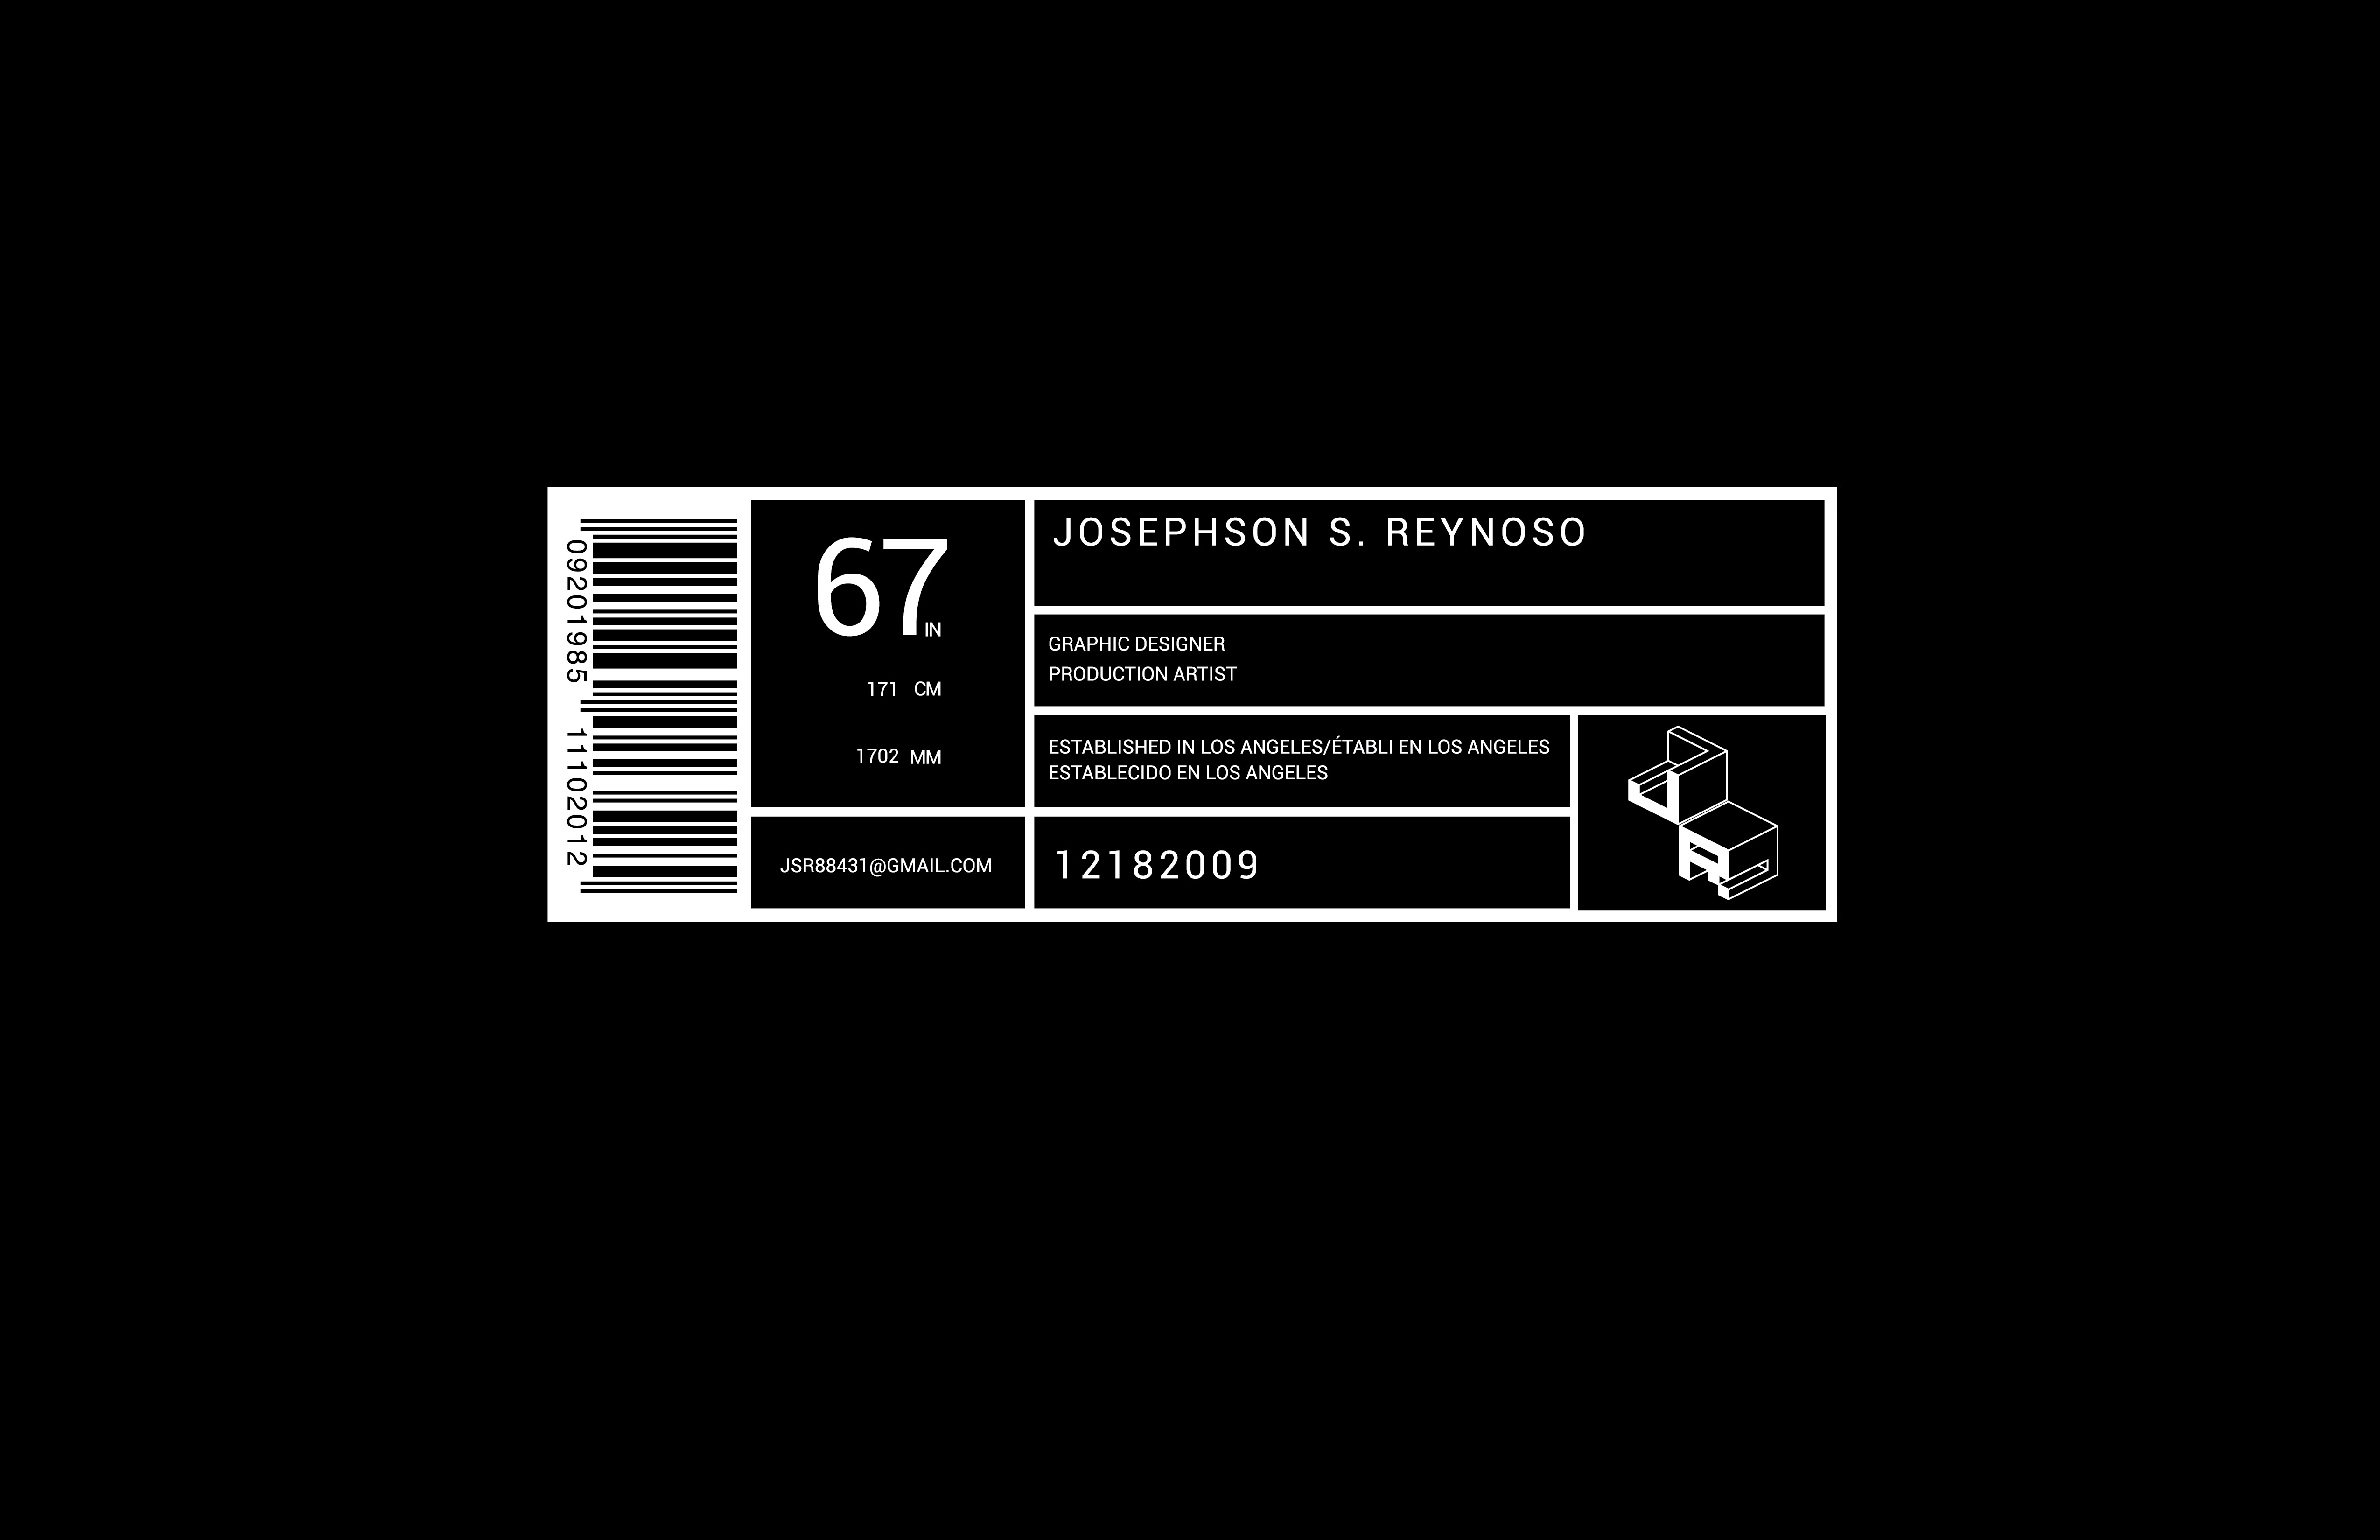 09201985 11102012
67 IN
171 CM
1702 MM
JSR88431@GMAIL.COM
JOSEPHSON S. REYNOSO
GRAPHIC DESIGNER
PRODUCTION ARTIST
ESTABLISHED IN LOS ANGELES/ÉTABLI EN LOS ANGELES
ESTABLECIDO EN LOS ANGELES
12182009